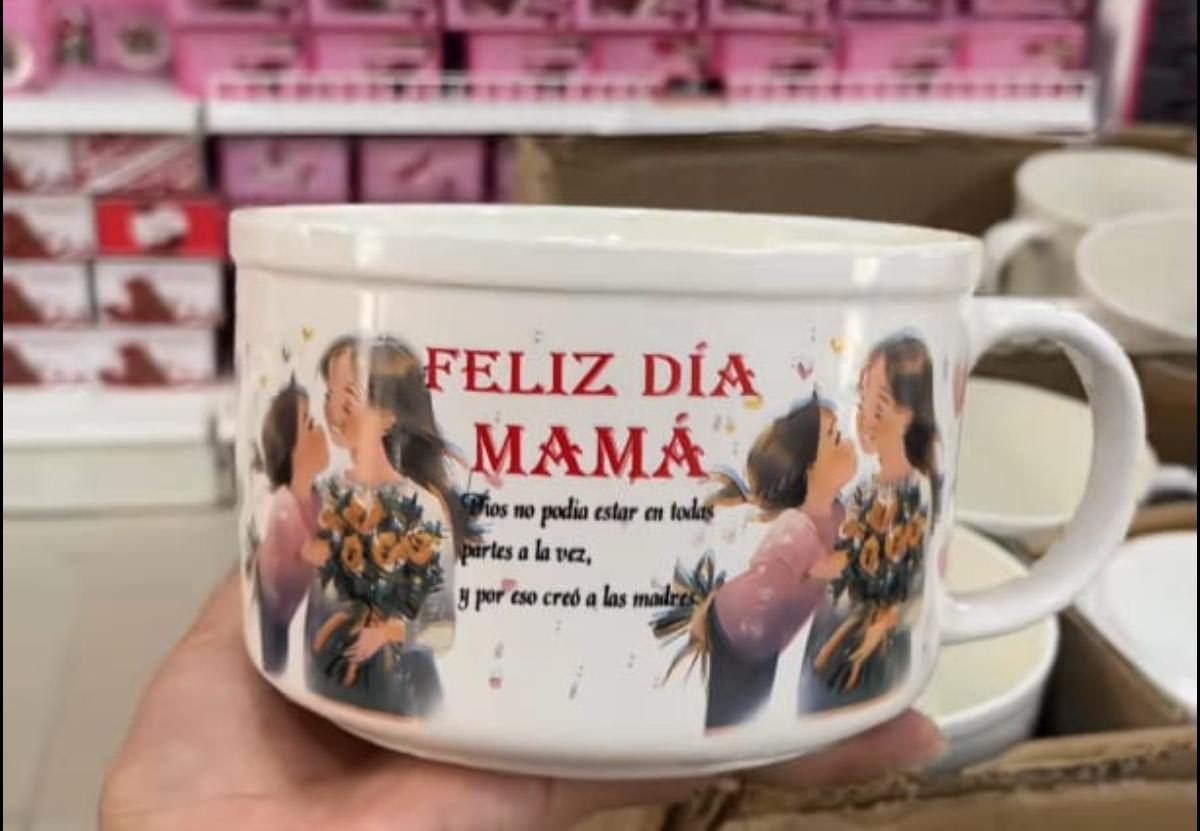 FELIZ DÍA
MAMÁ
Dios no podia estar en todas
partes a la vez,
y por eso creó a las madres